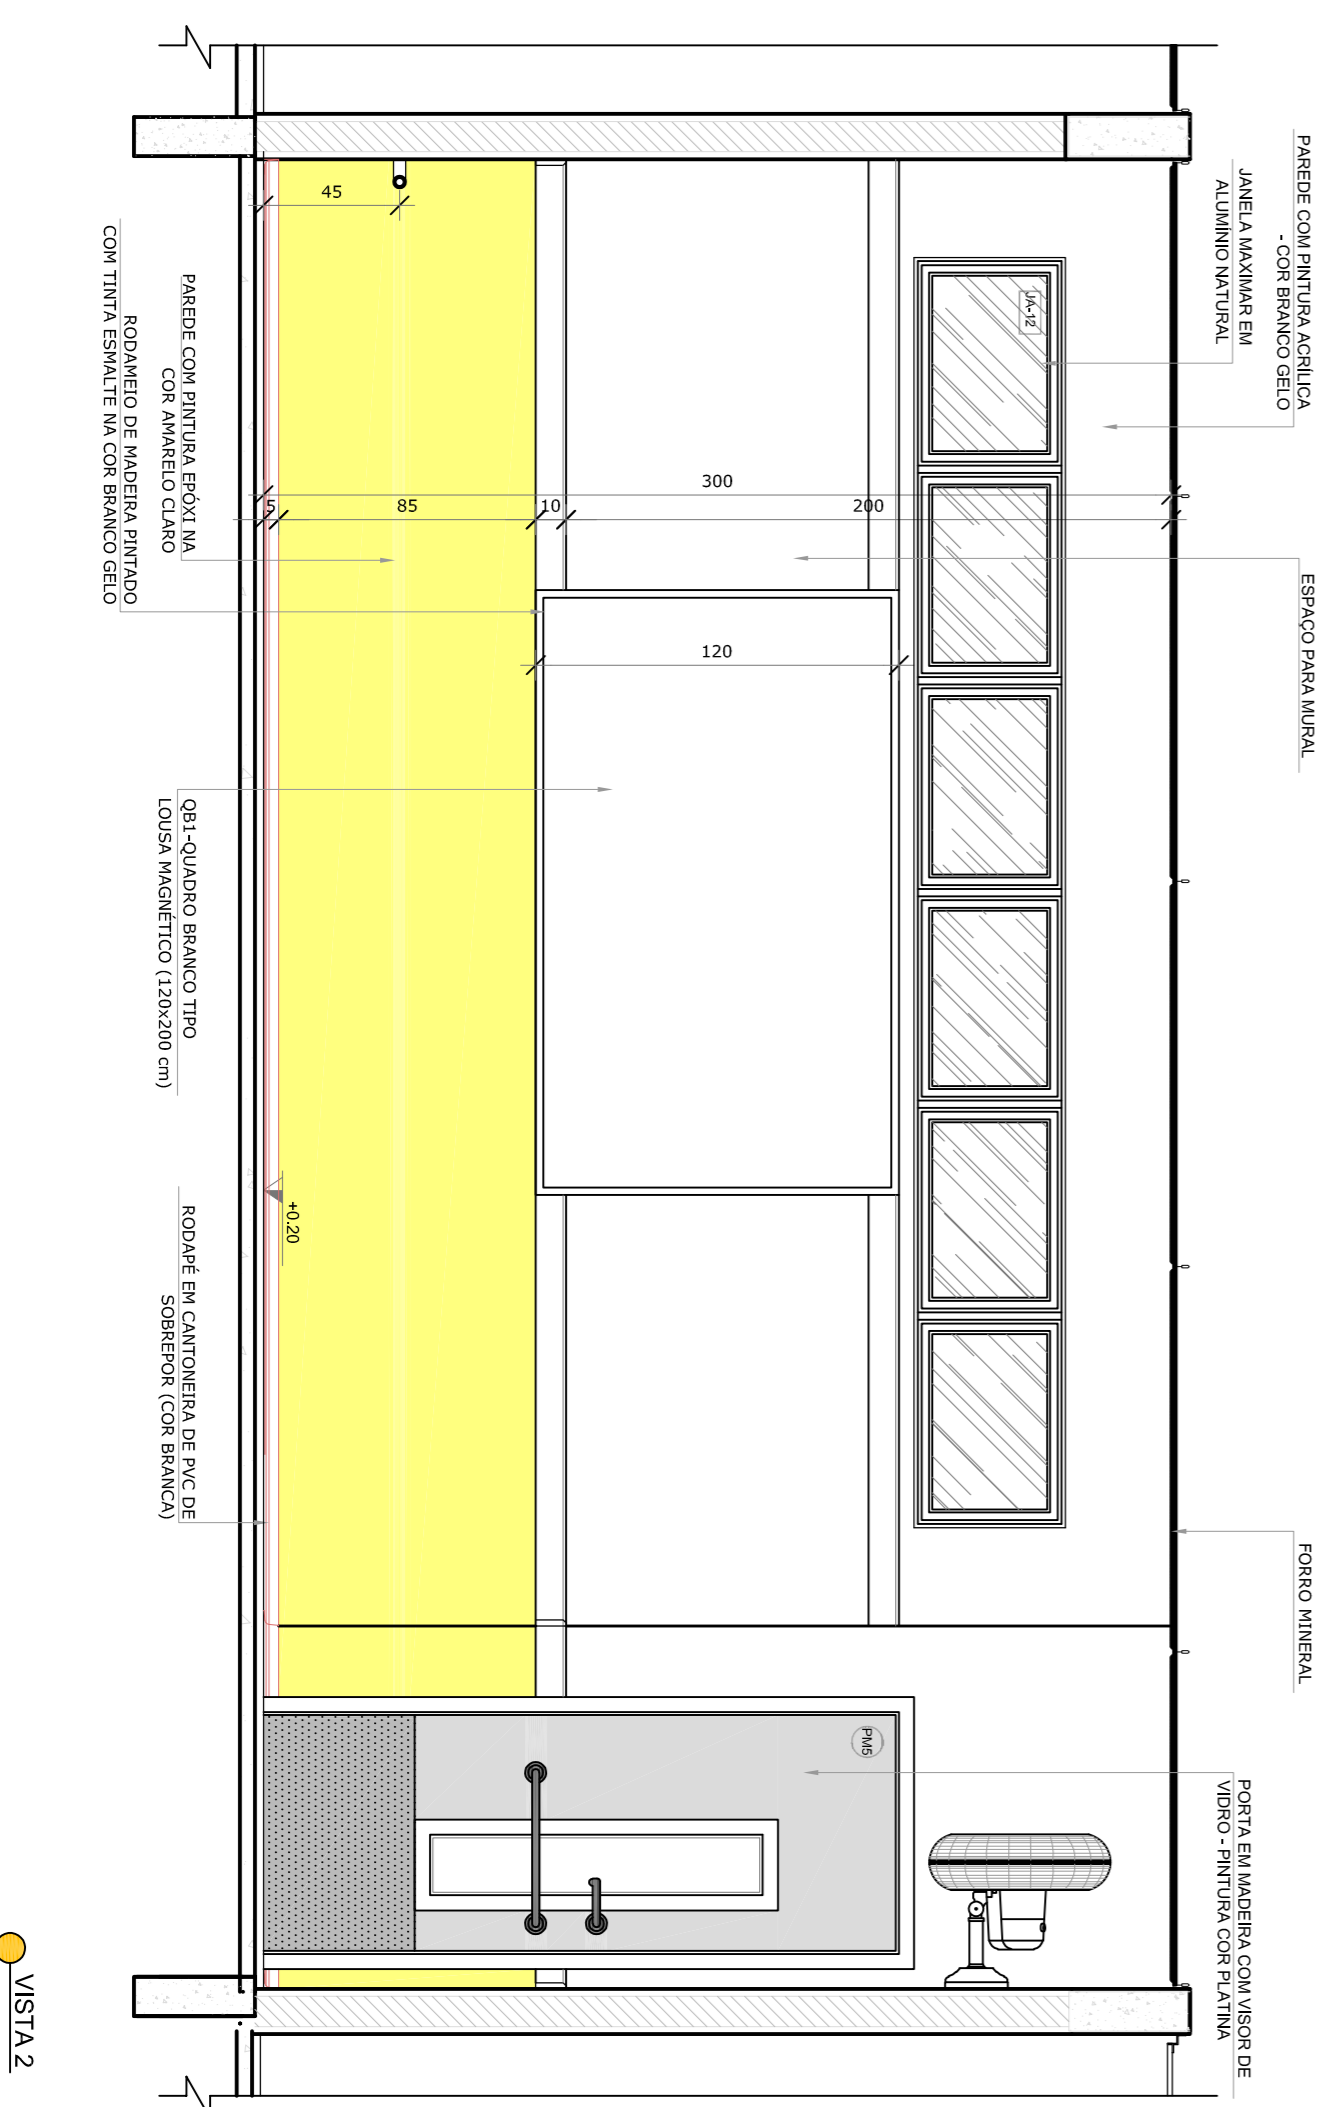 PAREDE COM PINTURA ACRÍLICA
- COR BRANCO GELO
JANELA MAXIMAR EM
ALUMÍNIO NATURAL
ESPAÇO PARA MURAL
FORRO MINERAL
PORTA EM MADEIRA COM VISOR DE
VIDRO - PINTURA COR PLATINA
JA-12
PM5
300
200
10
85
5
120
45
+0.20
PAREDE COM PINTURA EPÓXI NA
COR AMARELO CLARO
RODAMEIO DE MADEIRA PINTADO
COM TINTA ESMALTE NA COR BRANCO GELO
QB1-QUADRO BRANCO TIPO
LOUSA MAGNÉTICO (120x200 cm)
RODAPÉ EM CANTONEIRA DE PVC DE
SOBREPOR (COR BRANCA)
VISTA 2